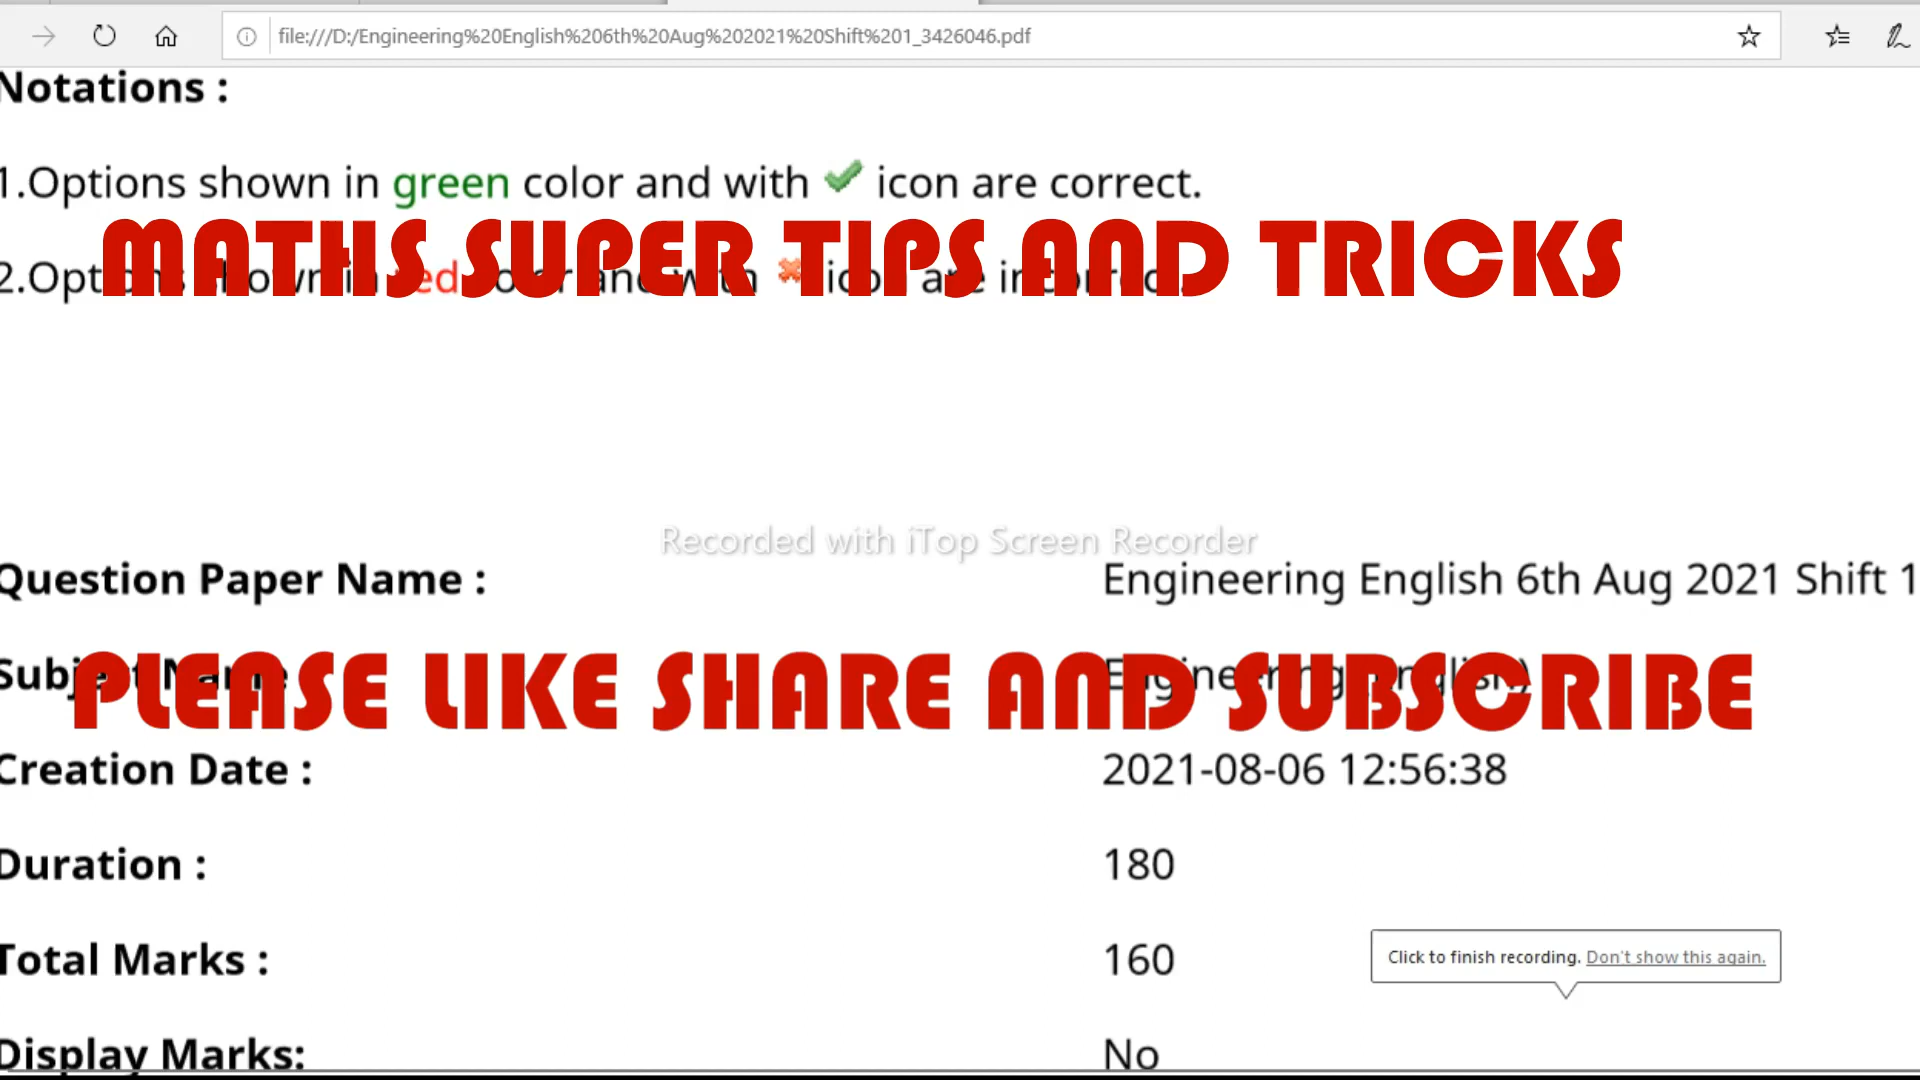 file:///D:/Engineering%20English%206th%20Aug%202021%20Shift%201_3426046.pdf
Notations :
1.Options shown in green color and with icon are correct.
MATHS SUPER TIPS AND TRICKS
Recorded with iTop Screen Recorder
Question Paper Name : Engineering English 6th Aug 2021 Shift 1
PLEASE LIKE SHARE AND SUBSCRIBE
Creation Date : 2021-08-06 12:56:38
Duration : 180
Total Marks : 160
Click to finish recording. Don't show this again.
Display Marks: No